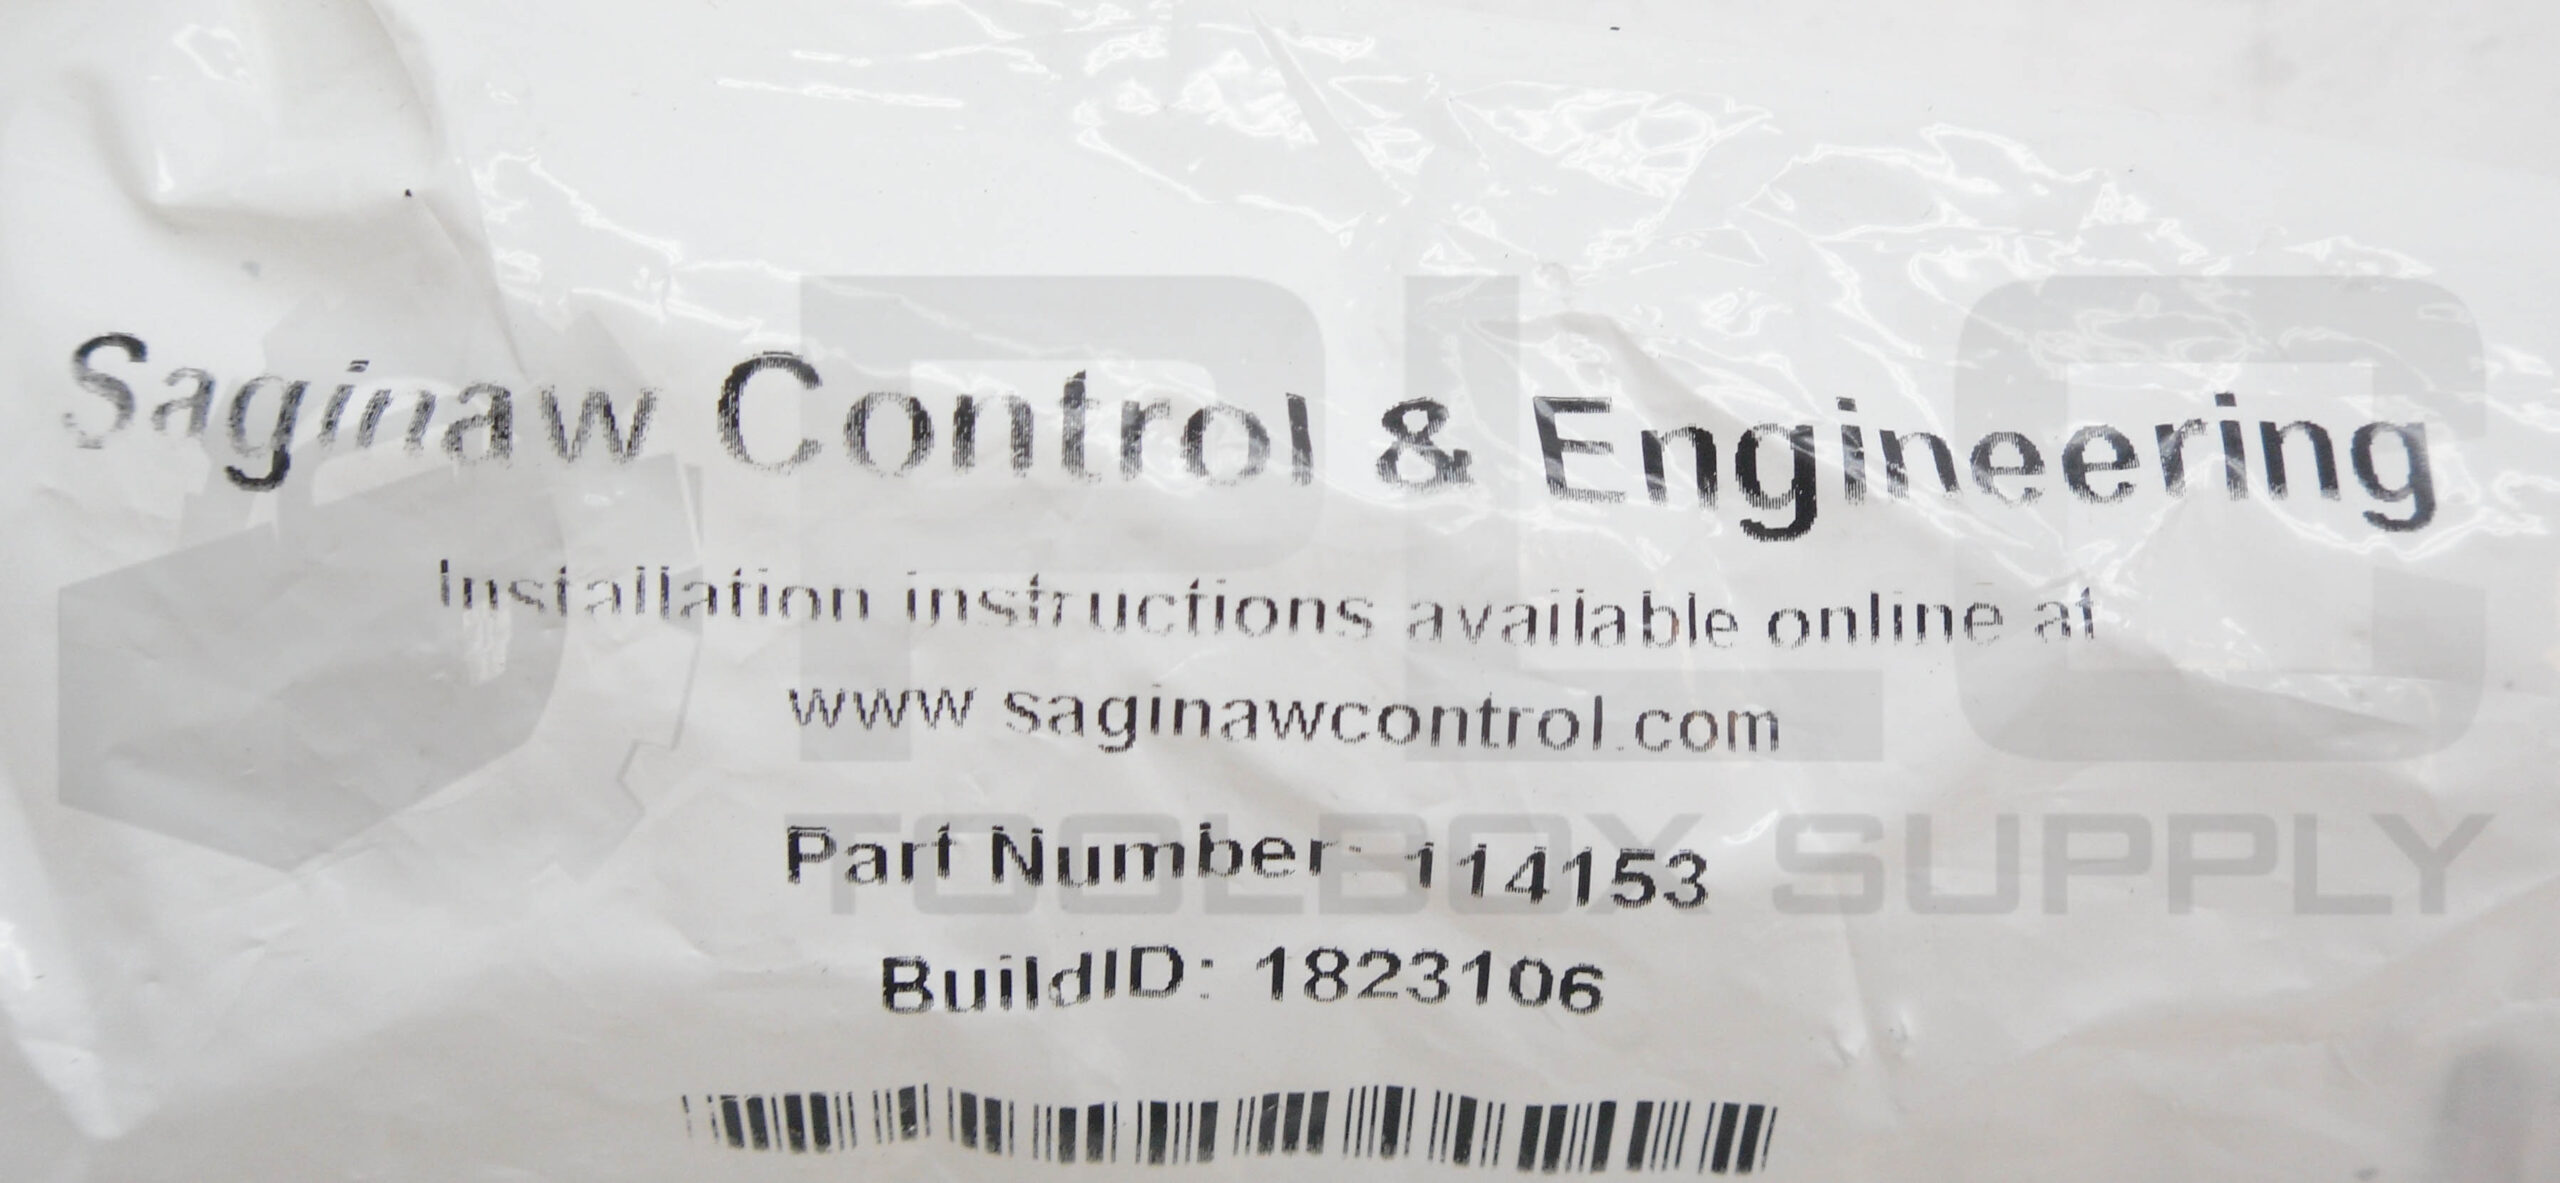 Saginaw Control & Engineering
Installation instructions available online at
www.saginawcontrol.com
Part Number: 114153
BuildID: 1823106
PLC
TOOLBOX SUPPLY